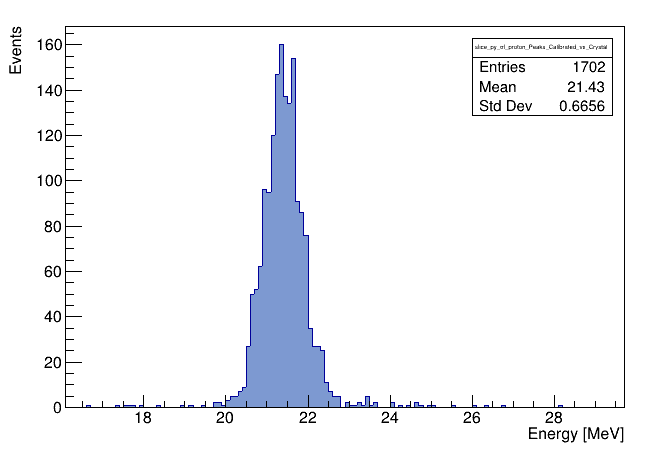 Events
slice_py_of_proton_Peaks_Calibrated_vs_Crystal
Entries 1702
Mean 21.43
Std Dev 0.6656
160
140
120
100
80
60
40
20
0
18 20 22 24 26 28
Energy [MeV]